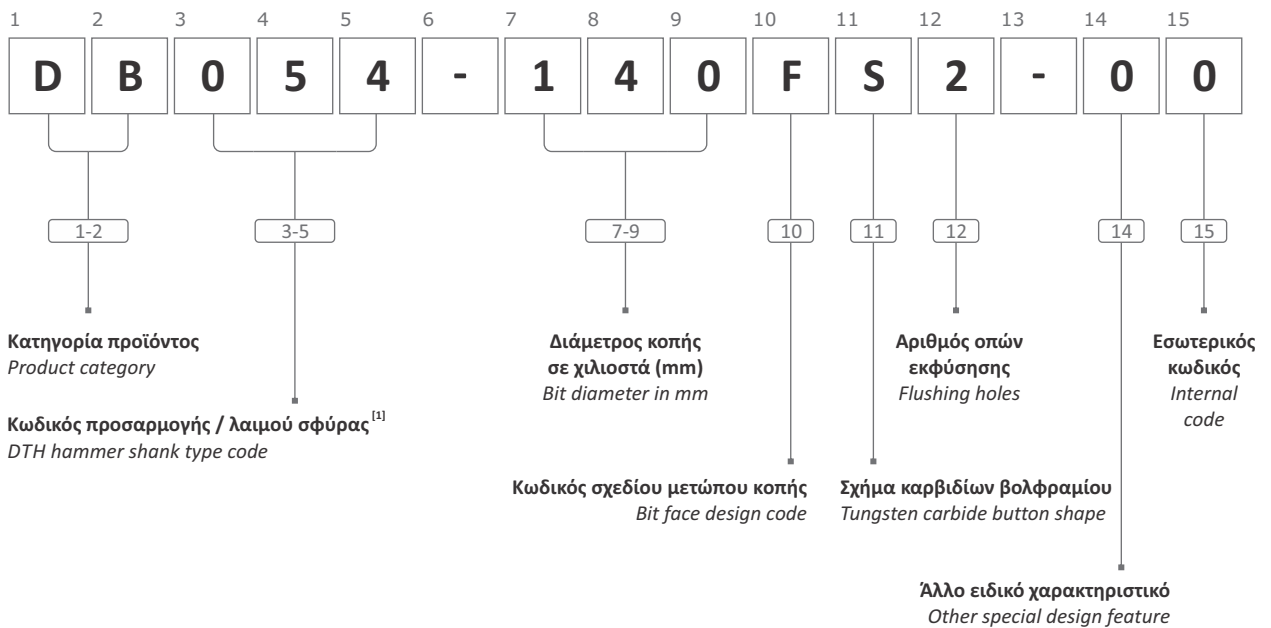 1 2 3 4 5 6 7 8 9 10 11 12 13 14 15
D B 0 5 4 - 1 4 0 F S 2 - 0 0
1-2 3-5 7-9 10 11 12 14 15
Κατηγορία προϊόντος
Product category
Κωδικός προσαρμογής / λαιμού σφύρας [1]
DTH hammer shank type code
Διάμετρος κοπής
σε χιλιοστά (mm)
Bit diameter in mm
Αριθμός οπών
εκφύσησης
Flushing holes
Εσωτερικός
κωδικός
Internal
code
Κωδικός σχεδίου μετώπου κοπής
Bit face design code
Σχήμα καρβιδίων βολφραμίου
Tungsten carbide button shape
Άλλο ειδικό χαρακτηριστικό
Other special design feature